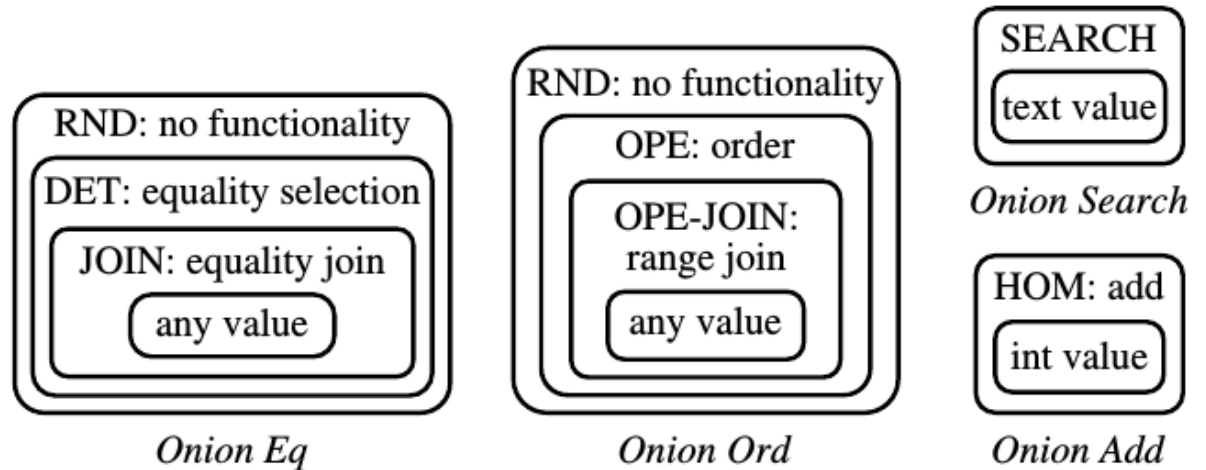 RND: no functionality
DET: equality selection
JOIN: equality join
any value
Onion Eq
RND: no functionality
OPE: order
OPE-JOIN:
range join
any value
Onion Ord
SEARCH
text value
Onion Search
HOM: add
int value
Onion Add